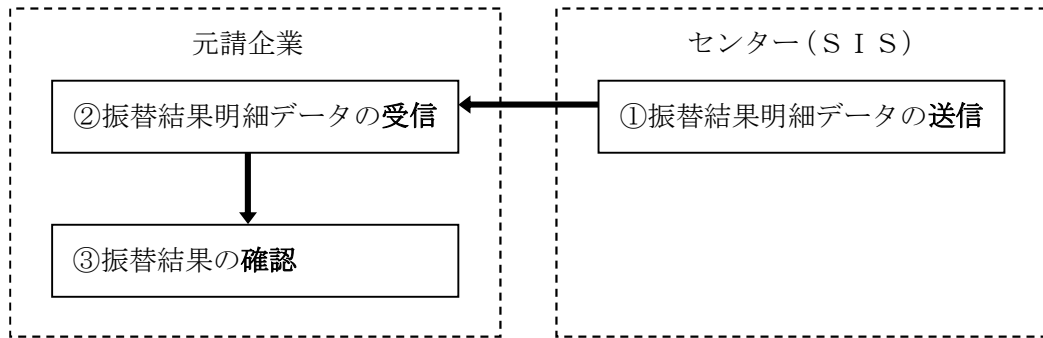 元請企業
センター(ＳＩＳ)
②振替結果明細データの受信
①振替結果明細データの送信
③振替結果の確認